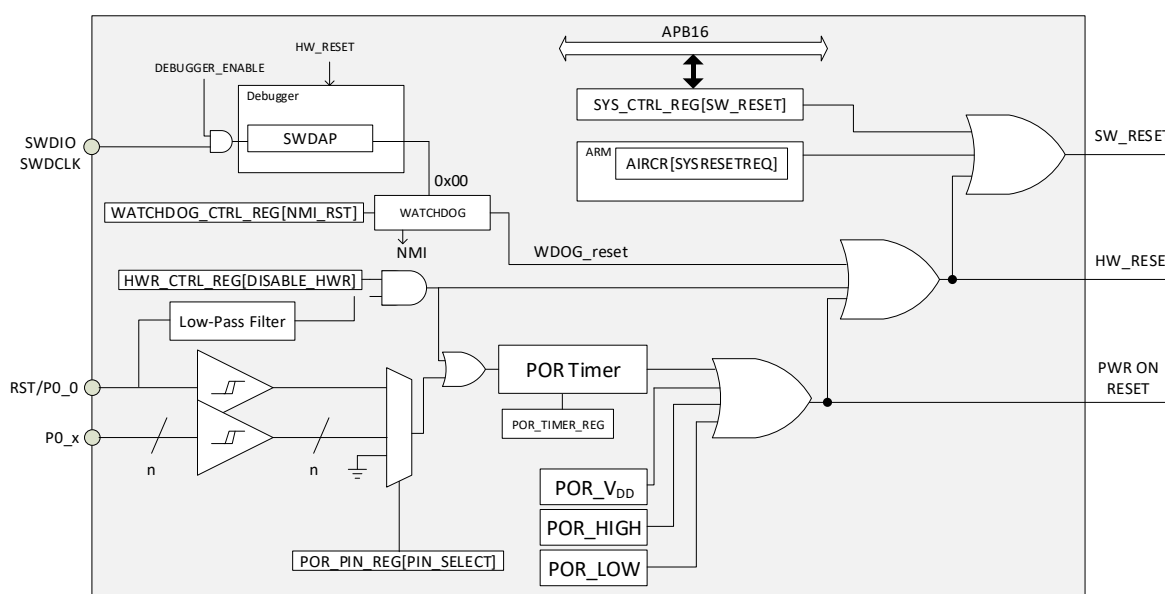 APB16
HW_RESET
DEBUGGER_ENABLE
Debugger
SYS_CTRL_REG[SW_RESET]
SWDIO
SWDCLK
SWDAP
SW_RESET
ARM
AIRCR[SYSRESETREQ]
0x00
WATCHDOG_CTRL_REG[NMI_RST]
WATCHDOG
NMI
WDOG_reset
HW_RESE
HWR_CTRL_REG[DISABLE_HWR]
Low-Pass Filter
RST/P0_0
POR Timer
PWR ON
RESET
POR_TIMER_REG
P0_x
n
n
POR_VDD
POR_HIGH
POR_PIN_REG[PIN_SELECT]
POR_LOW